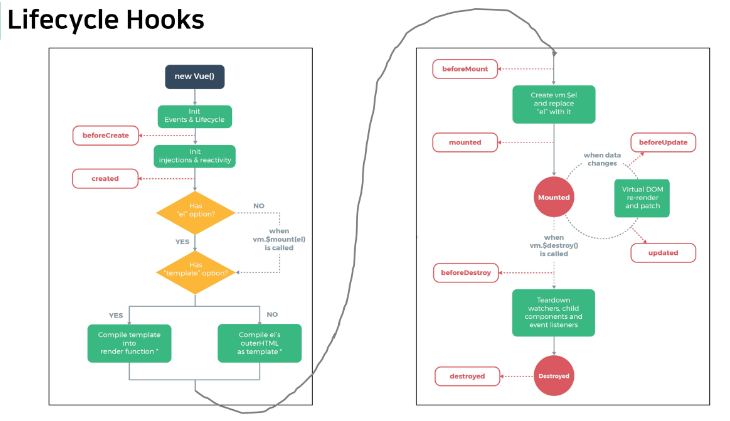 Lifecycle Hooks
new Vue()
Init
Events & Lifecycle
beforeCreate
Init
injections & reactivity
created
Has
"el" option?
NO
when
vm.$mount(el)
is called
YES
Has
"template" option?
YES
NO
Compile template
into
render function *
Compile el's
outerHTML
as template *
beforeMount
Create vm.$el
and replace
"el" with it
mounted
Mounted
when data
changes
beforeUpdate
Virtual DOM
re-render
and patch
updated
when
vm.$destroy()
is called
beforeDestroy
Teardown
watchers, child
components and
event listeners
destroyed
Destroyed